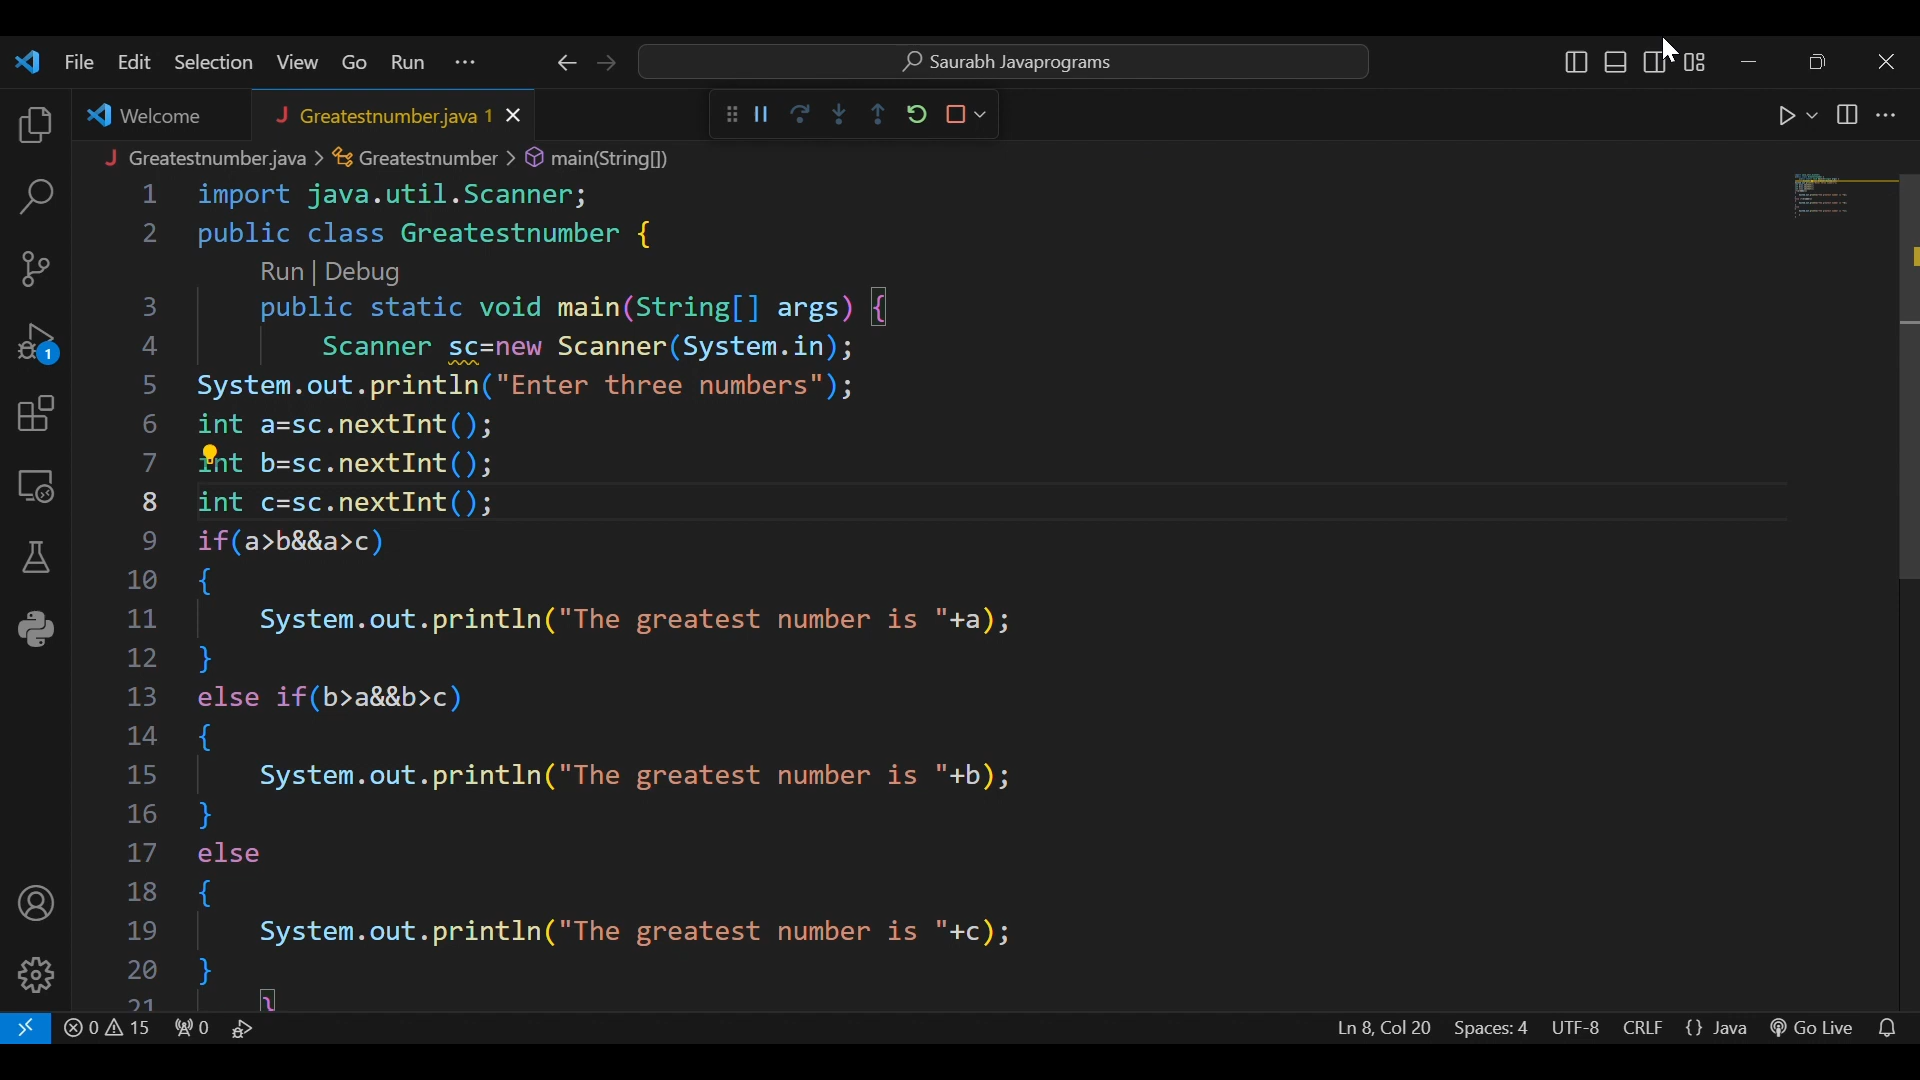 File Edit Selection View Go Run ··· Saurabh Javaprograms
Welcome Greatestnumber.java 1
Greatestnumber.java > Greatestnumber > main(String[])
1 import java.util.Scanner;
2 public class Greatestnumber {
Run | Debug
3 public static void main(String[] args) {
4 Scanner sc=new Scanner(System.in);
5 System.out.println("Enter three numbers");
6 int a=sc.nextInt();
7 int b=sc.nextInt();
8 int c=sc.nextInt();
9 if(a>b&&a>c)
10 {
11 System.out.println("The greatest number is "+a);
12 }
13 else if(b>a&&b>c)
14 {
15 System.out.println("The greatest number is "+b);
16 }
17 else
18 {
19 System.out.println("The greatest number is "+c);
20 }
21 }
1
0 15 0 Ln 8, Col 20 Spaces: 4 UTF-8 CRLF {} Java Go Live